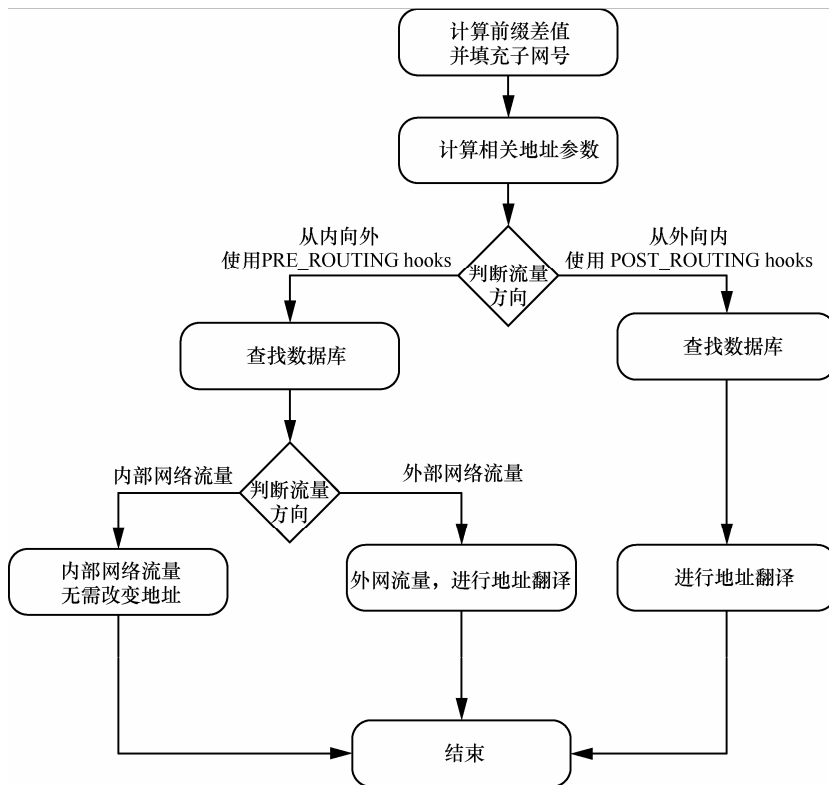 计算前缀差值
并填充子网号
计算相关地址参数
从内向外
使用PRE_ROUTING hooks
从外向内
使用 POST_ROUTING hooks
判断流量
方向
查找数据库
查找数据库
内部网络流量
外部网络流量
判断流量
方向
内部网络流量
无需改变地址
外网流量，进行地址翻译
进行地址翻译
结束